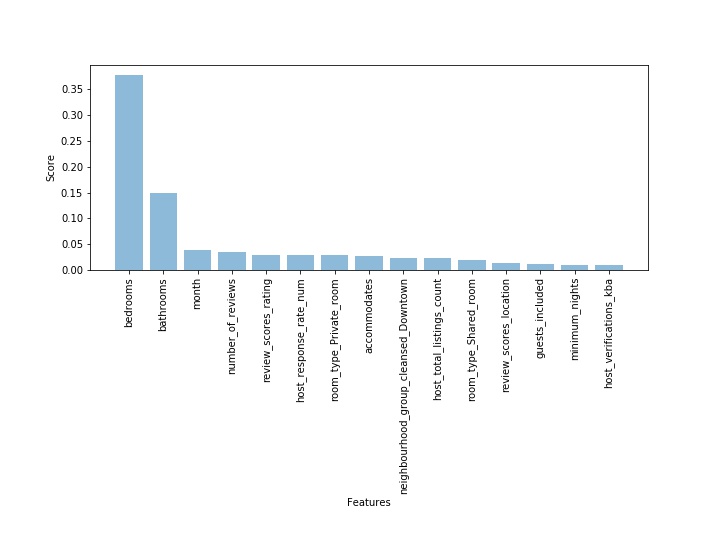 0.35
0.30
0.25
0.20
0.15
0.10
0.05
0.00
Score
bedrooms
bathrooms
month
number_of_reviews
review_scores_rating
host_response_rate_num
room_type_Private_room
accommodates
neighbourhood_group_cleansed_Downtown
host_total_listings_count
room_type_Shared_room
review_scores_location
guests_included
minimum_nights
host_verifications_kba
Features